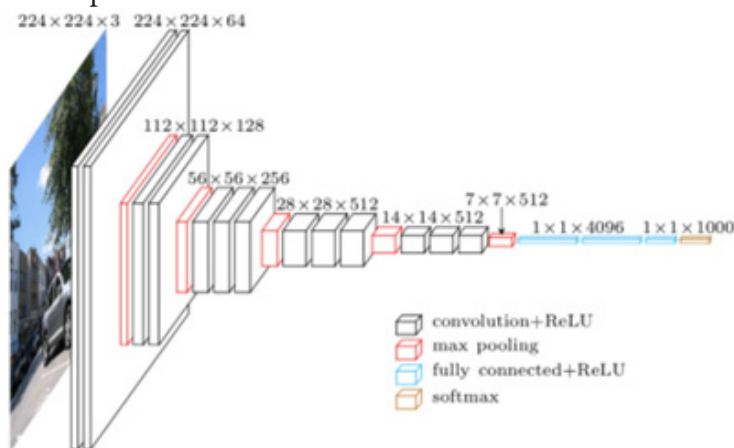 224×224×3 224×224×64
112×112×128
56×56×256
28×28×512
14×14×512
7×7×512
1×1×4096 1×1×1000
convolution+ReLU
max pooling
fully connected+ReLU
softmax